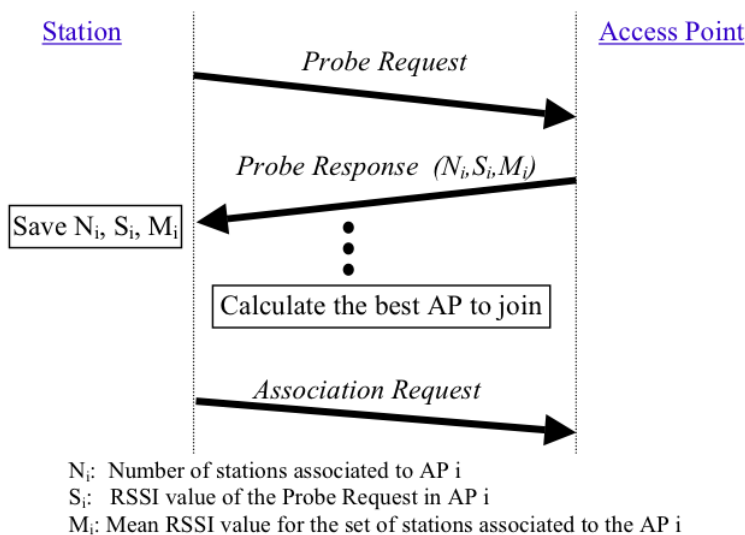 Station
Access Point
Probe Request
Probe Response (Nᵢ,Sᵢ,Mᵢ)
Save Nᵢ, Sᵢ, Mᵢ
Calculate the best AP to join
Association Request
Nᵢ: Number of stations associated to AP i
Sᵢ: RSSI value of the Probe Request in AP i
Mᵢ: Mean RSSI value for the set of stations associated to the AP i